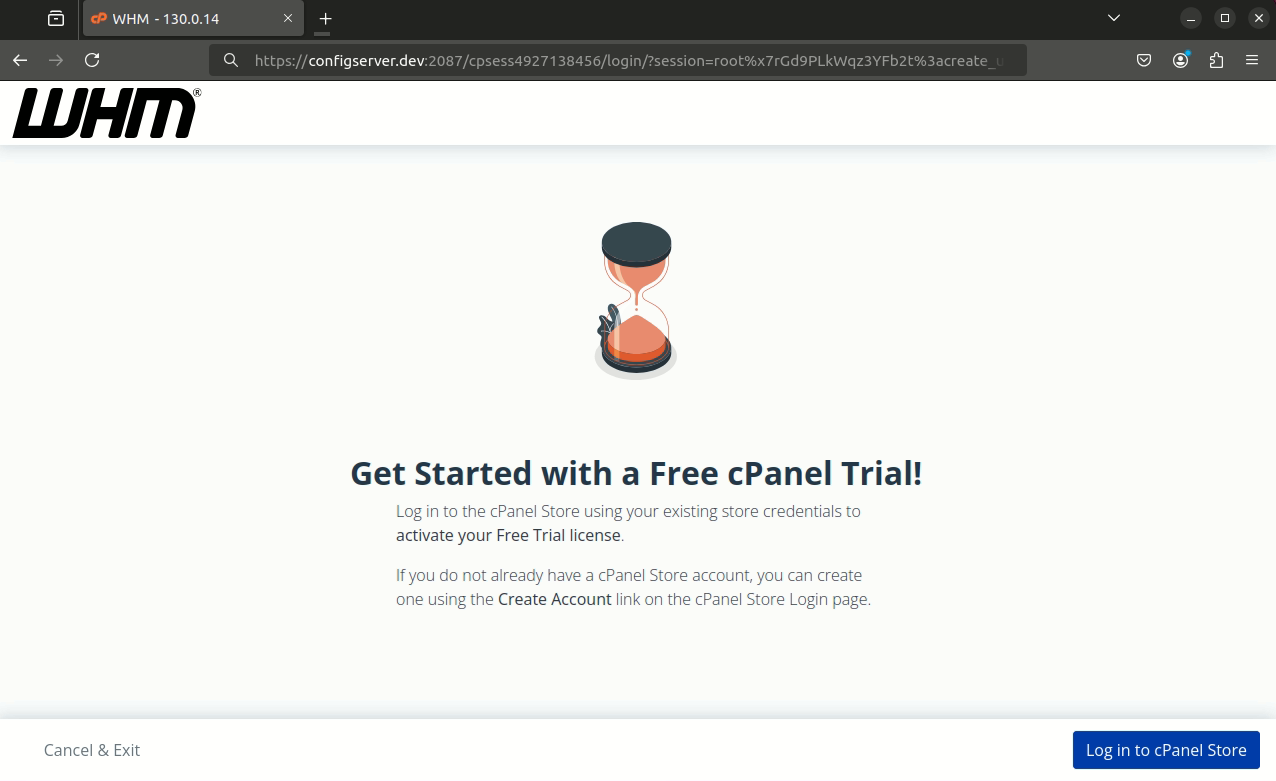 WHM - 130.0.14
https://configserver.dev:2087/cpsess4927138456/login/?session=root%x7rGd9PLkWqz3YFb2t%3acreate_u
WHM®
Get Started with a Free cPanel Trial!
Log in to the cPanel Store using your existing store credentials to
activate your Free Trial license.
If you do not already have a cPanel Store account, you can create
one using the Create Account link on the cPanel Store Login page.
Cancel & Exit
Log in to cPanel Store